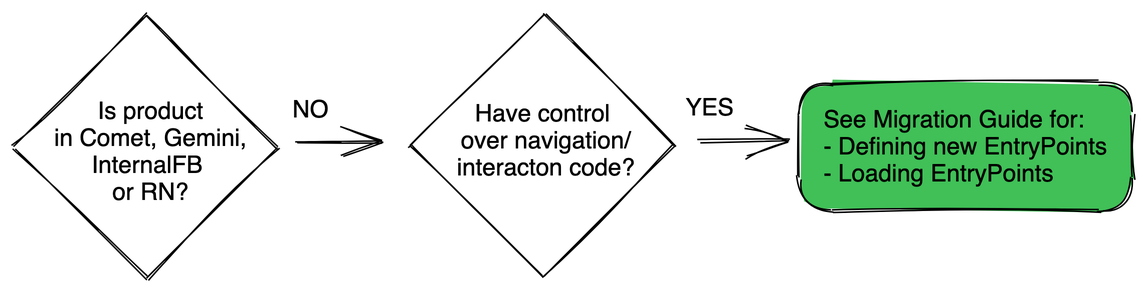 Is product
in Comet, Gemini,
InternalFB
or RN?
NO
Have control
over navigation/
interacton code?
YES
See Migration Guide for:
- Defining new EntryPoints
- Loading EntryPoints